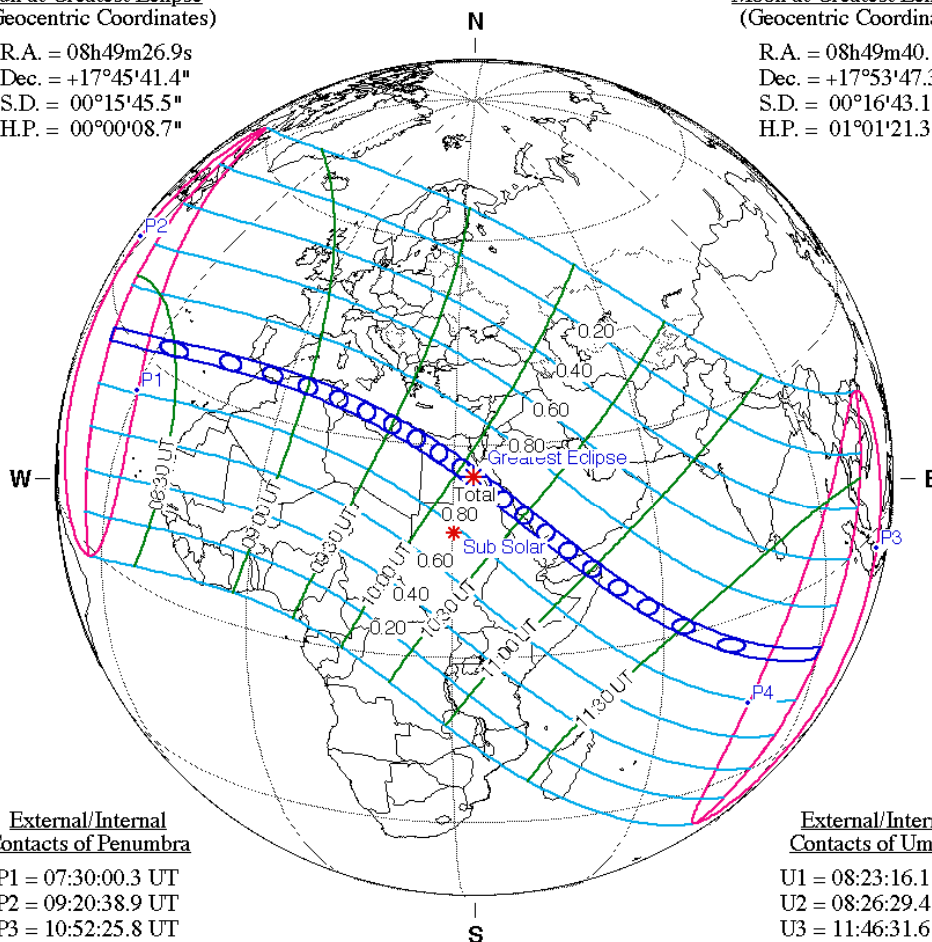 (Geocentric Coordinates)
R.A. = 08h49m26.9s
Dec. = +17°45'41.4"
S.D. = 00°15'45.5"
H.P. = 00°00'08.7"
N
(Geocentric Coordina
R.A. = 08h49m40.
Dec. = +17°53'47.3
S.D. = 00°16'43.1
H.P. = 01°01'21.3
P2
0.20
0.40
P1
0.60
0.80
Greatest Eclipse
W
E
Total
0.80
Sub Solar
0.60
0.40
0.20
P3
P4
08:30 UT
09:00 UT
09:30 UT
10:00 UT
10:30 UT
11:00 UT
11:30 UT
External/Internal
Contacts of Penumbra
P1 = 07:30:00.3 UT
P2 = 09:20:38.9 UT
P3 = 10:52:25.8 UT
S
External/Intern
Contacts of Um
U1 = 08:23:16.1
U2 = 08:26:29.4
U3 = 11:46:31.6